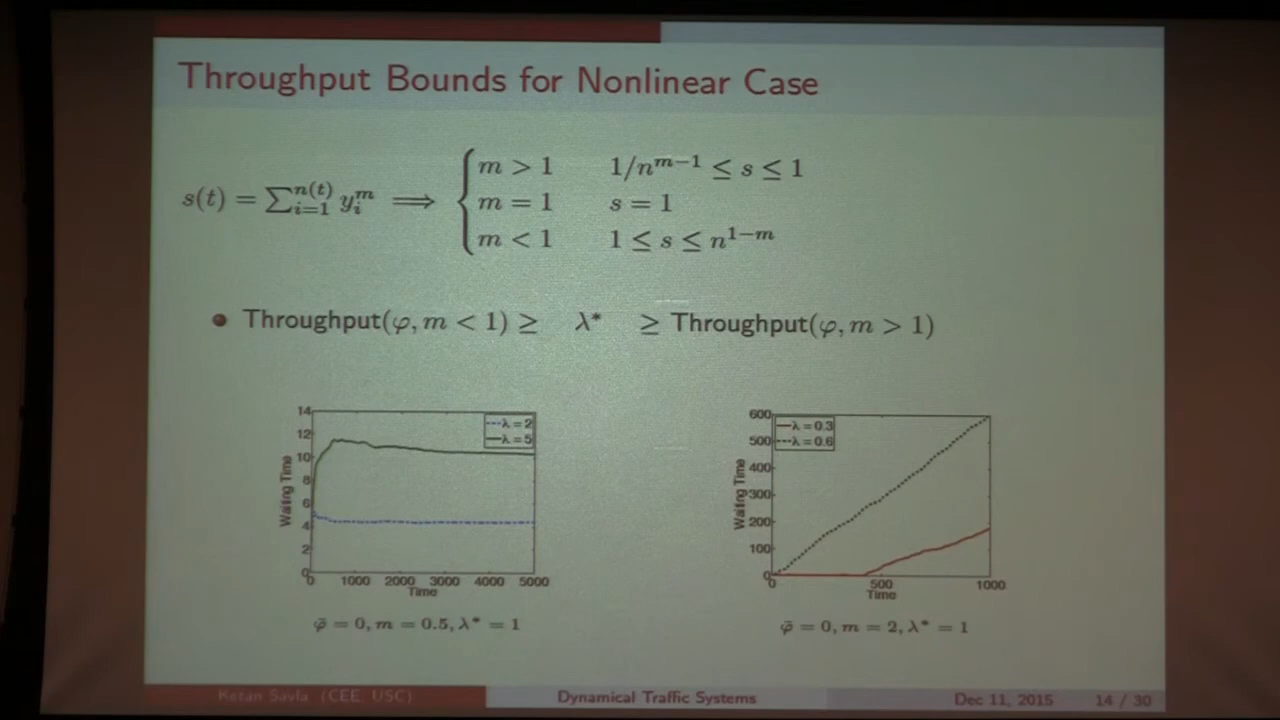 Throughput Bounds for Nonlinear Case
s(t) = ∑_{i=1}^{n(t)} y_i^m ⟹ { m > 1    1/n^{m−1} ≤ s ≤ 1
m = 1    s = 1
m < 1    1 ≤ s ≤ n^{1−m}
• Throughput(φ, m < 1) ≥ λ* ≥ Throughput(φ, m > 1)
14
12
10
8
6
4
2
0
Waiting Time
λ = 2
λ = 5
0 1000 2000 3000 4000 5000
Time
φ̄ = 0, m = 0.5, λ* = 1
600
500
400
300
200
100
0
Waiting Time
λ = 0.3
λ = 0.6
0 500 1000
Time
φ̄ = 0, m = 2, λ* = 1
Ketan Savla (CEE, USC) Dynamical Traffic Systems Dec 11, 2015 14 / 30